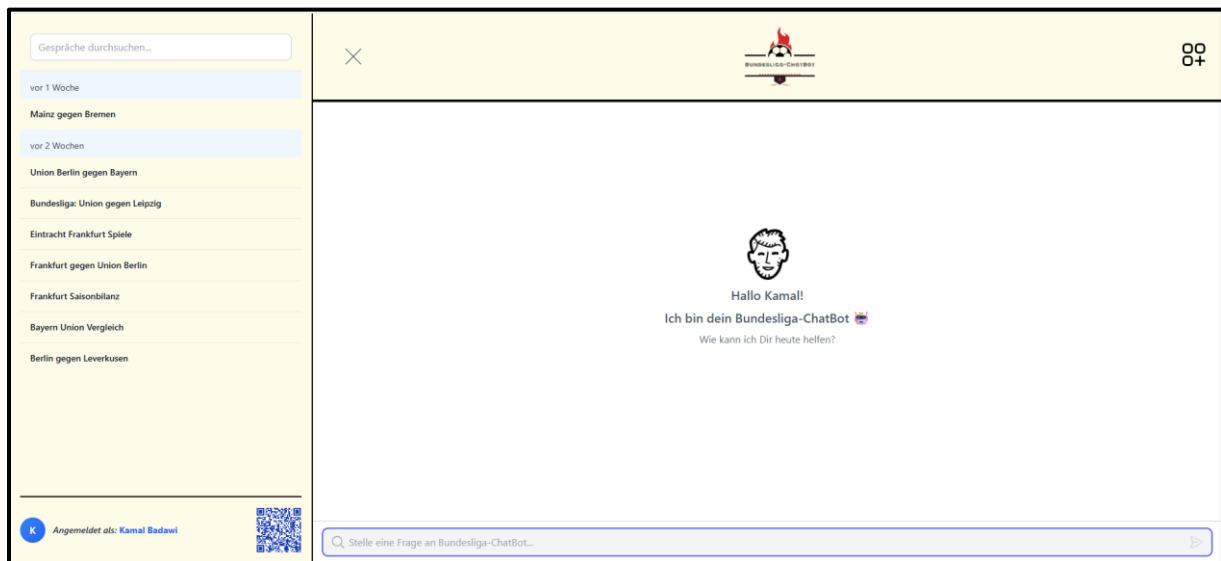 Gespräche durchsuchen...
vor 1 Woche
Mainz gegen Bremen
vor 2 Wochen
Union Berlin gegen Bayern
Bundesliga: Union gegen Leipzig
Eintracht Frankfurt Spiele
Frankfurt gegen Union Berlin
Frankfurt Saisonbilanz
Bayern Union Vergleich
Berlin gegen Leverkusen
K Angemeldet als: Kamal Badawi
Bundesliga-ChatBot
Hallo Kamal!
Ich bin dein Bundesliga-ChatBot
Wie kann ich Dir heute helfen?
Stelle eine Frage an Bundesliga-ChatBot...